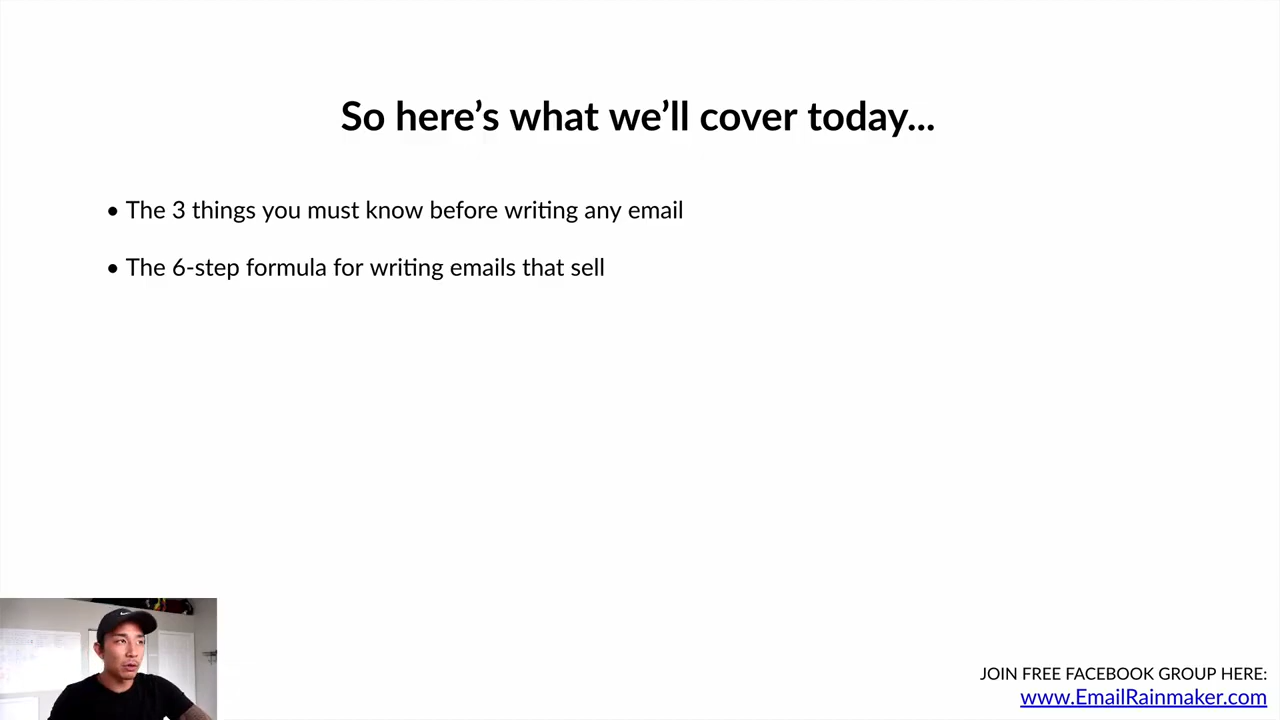 So here’s what we’ll cover today...
• The 3 things you must know before writing any email
• The 6-step formula for writing emails that sell
JOIN FREE FACEBOOK GROUP HERE:
www.EmailRainmaker.com